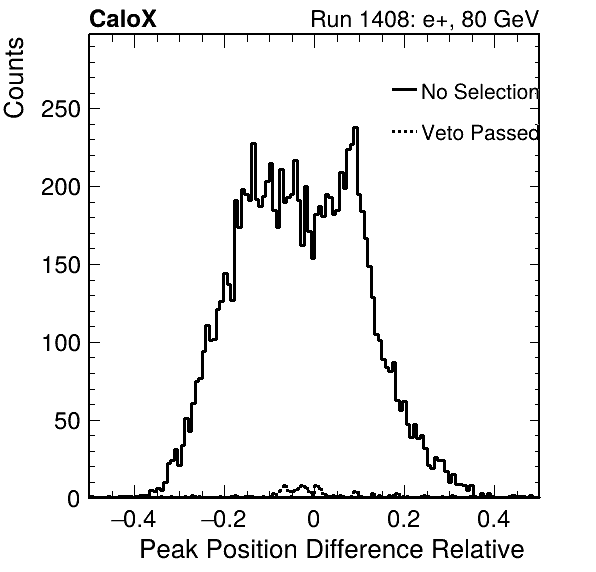 CaloX
Run 1408: e+, 80 GeV
Counts
No Selection
Veto Passed
250
200
150
100
50
0
−0.4
−0.2
0
0.2
0.4
Peak Position Difference Relative